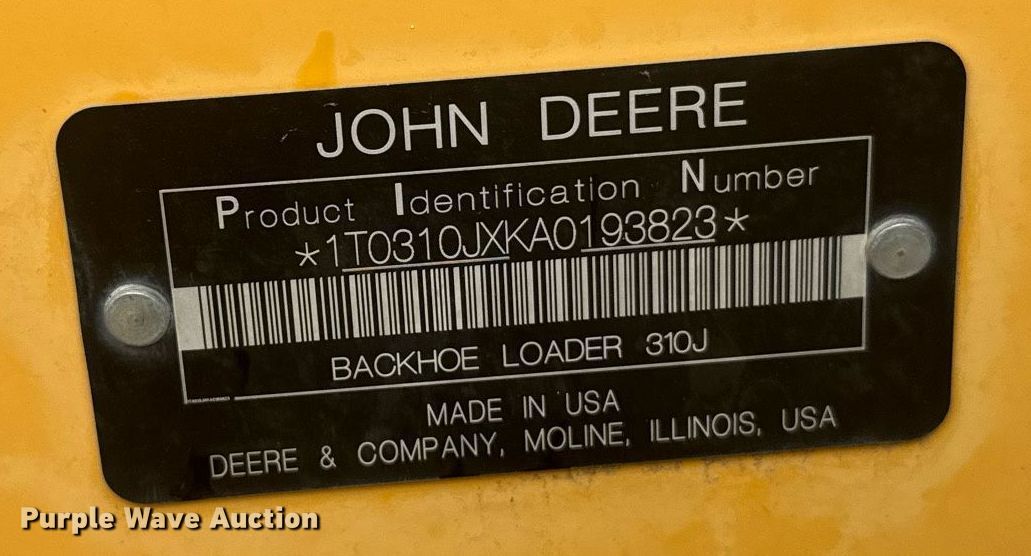 JOHN DEERE
Product Identification Number
*1T0310JXKA0193823*
BACKHOE LOADER 310J
MADE IN USA
DEERE & COMPANY, MOLINE, ILLINOIS, USA
Purple Wave Auction